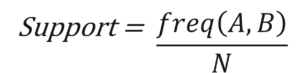 Support = freq(A, B) / N